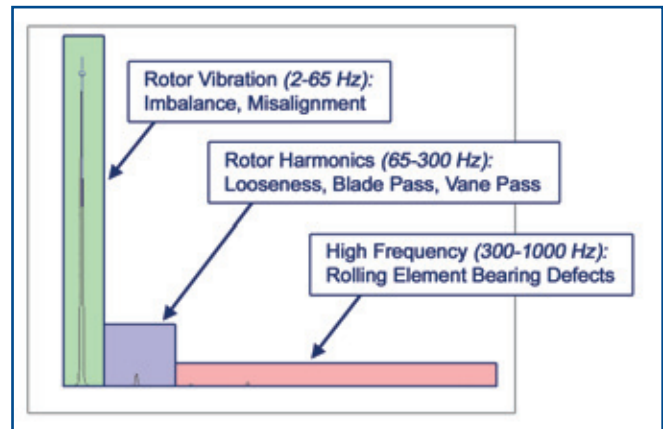 Rotor Vibration (2-65 Hz):
Imbalance, Misalignment
Rotor Harmonics (65-300 Hz):
Looseness, Blade Pass, Vane Pass
High Frequency (300-1000 Hz):
Rolling Element Bearing Defects